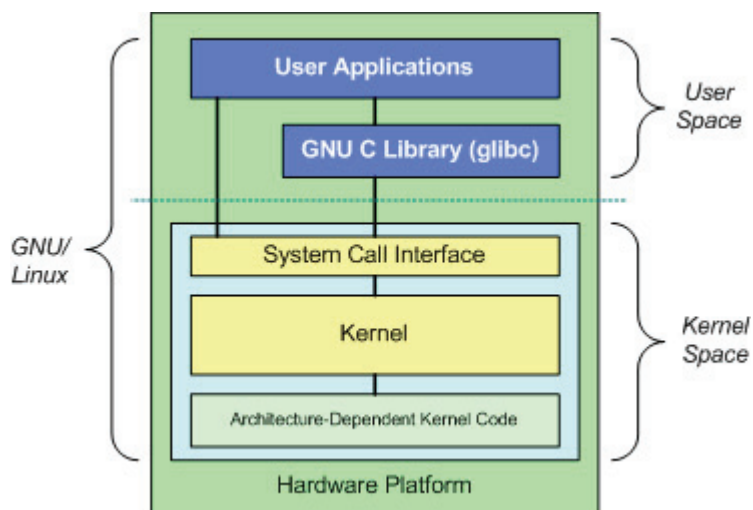 User Applications
GNU C Library (glibc)
User
Space
GNU/
Linux
System Call Interface
Kernel
Architecture-Dependent Kernel Code
Kernel
Space
Hardware Platform